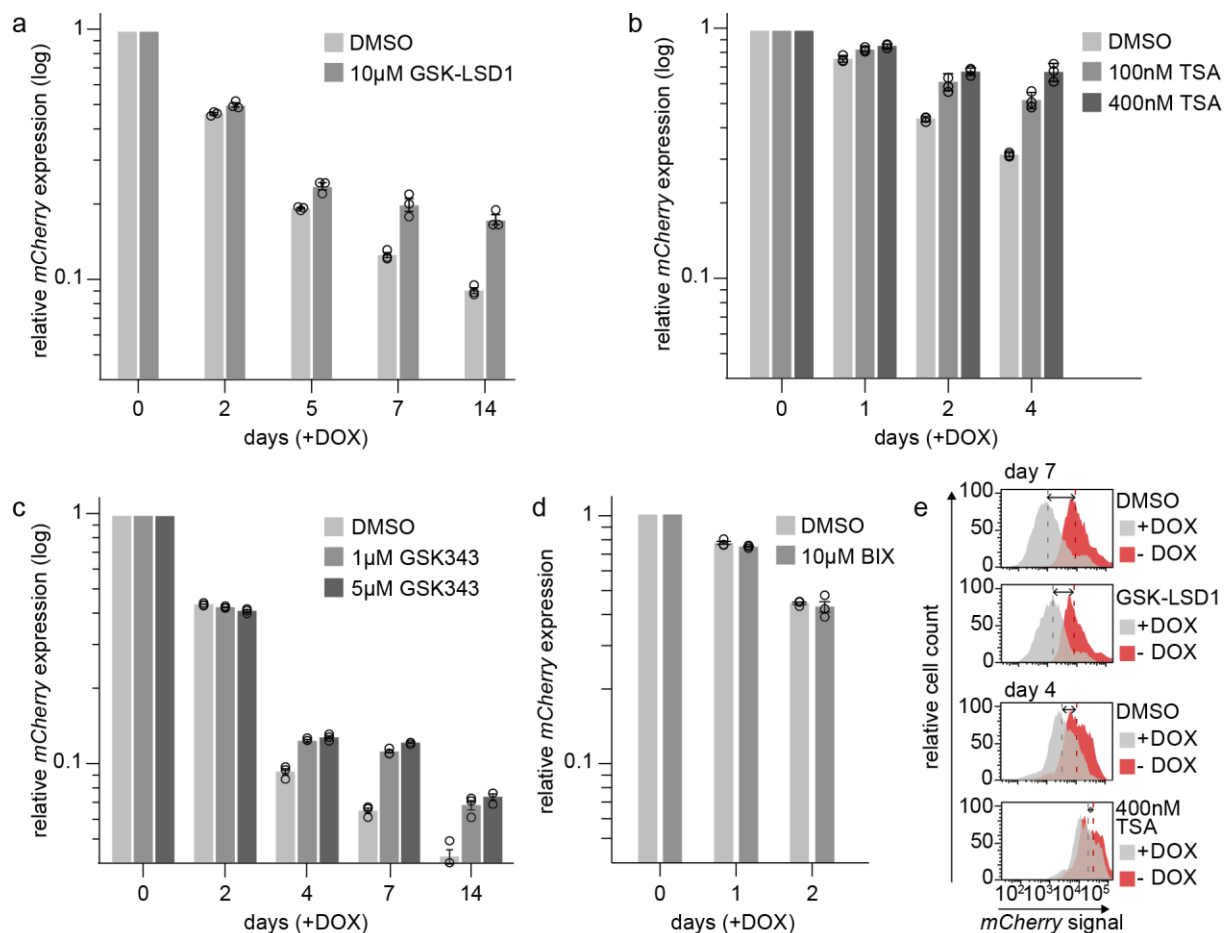 a
relative mCherry expression (log)
1
0.1
DMSO
10µM GSK-LSD1
0 2 5 7 14
days (+DOX)
b
relative mCherry expression (log)
1
0.1
DMSO
100nM TSA
400nM TSA
0 1 2 4
days (+DOX)
c
relative mCherry expression (log)
1
0.1
DMSO
1µM GSK343
5µM GSK343
0 2 4 7 14
days (+DOX)
d
relative mCherry expression
1
0.1
DMSO
10µM BIX
0 1 2
days (+DOX)
e
relative cell count
day 7
100
50
0
DMSO
+DOX
- DOX
100
50
0
GSK-LSD1
+DOX
- DOX
day 4
100
50
0
DMSO
+DOX
- DOX
100
50
0
400nM
TSA
+DOX
- DOX
10² 10³ 10⁴ 10⁵
mCherry signal